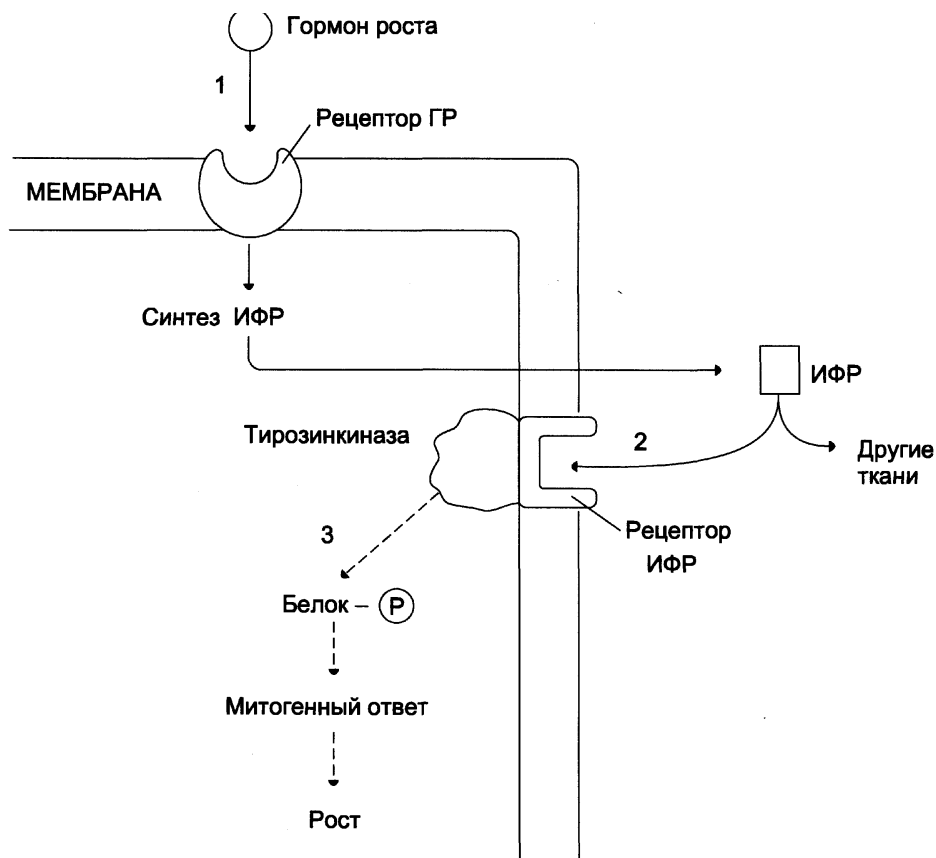 Гормон роста
1
Рецептор ГР
МЕМБРАНА
Синтез ИФР
ИФР
Тирозинкиназа
2
Другие
ткани
3
Рецептор
ИФР
Белок – P
Митогенный ответ
Рост